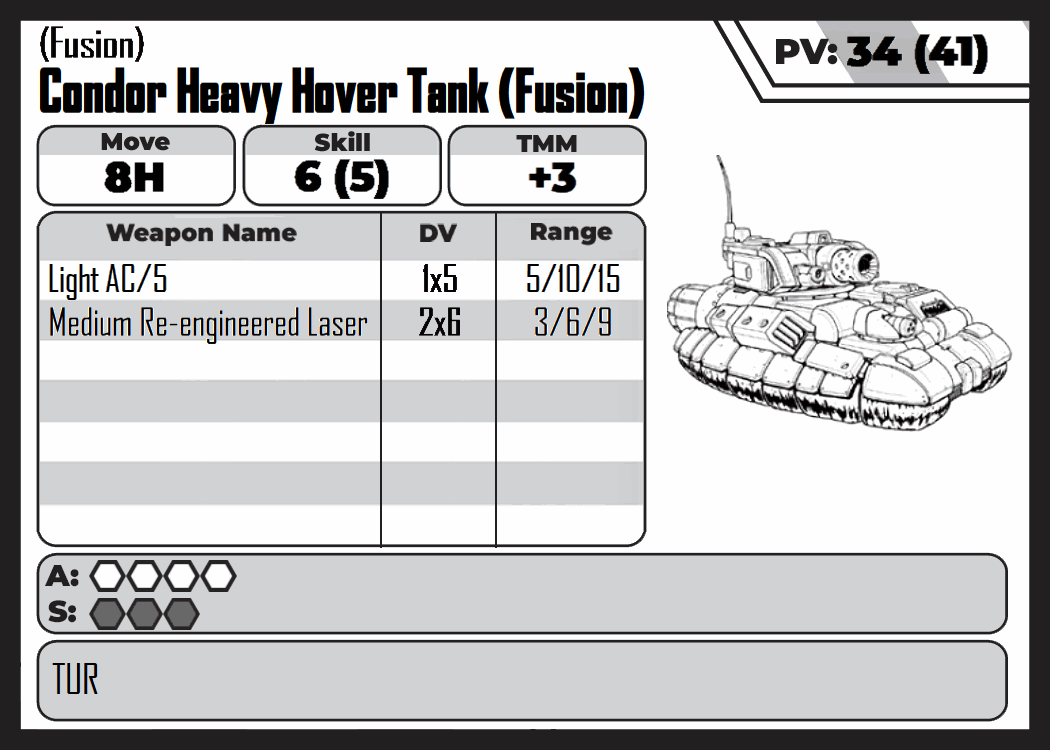 (Fusion)
PV: 34 (41)
Condor Heavy Hover Tank (Fusion)
Move Skill TMM
8H 6 (5) +3
Weapon Name DV Range
Light AC/5 1x5 5/10/15
Medium Re-engineered Laser 2x6 3/6/9
A:
S:
TUR